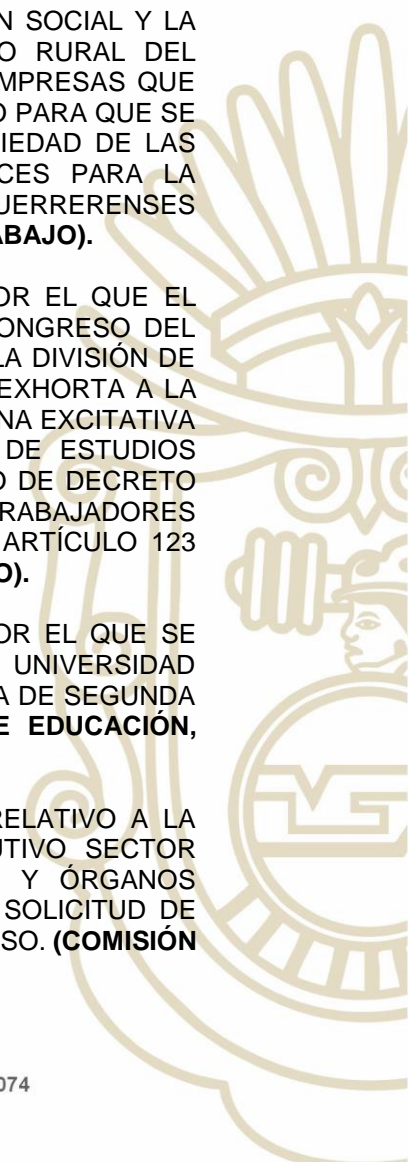 N SOCIAL Y LA
O RURAL DEL
EMPRESAS QUE
O PARA QUE SE
IEDAD DE LAS
CES PARA LA
UERRERENSES
ABAJO).
OR EL QUE EL
CONGRESO DEL
LA DIVISIÓN DE
EXHORTA A LA
NA EXCITATIVA
DE ESTUDIOS
O DE DECRETO
TRABAJADORES
ARTÍCULO 123
O).
OR EL QUE SE
UNIVERSIDAD
A DE SEGUNDA
E EDUCACIÓN,
RELATIVO A LA
UTIVO SECTOR
Y ÓRGANOS
SOLICITUD DE
SO. (COMISIÓN
074